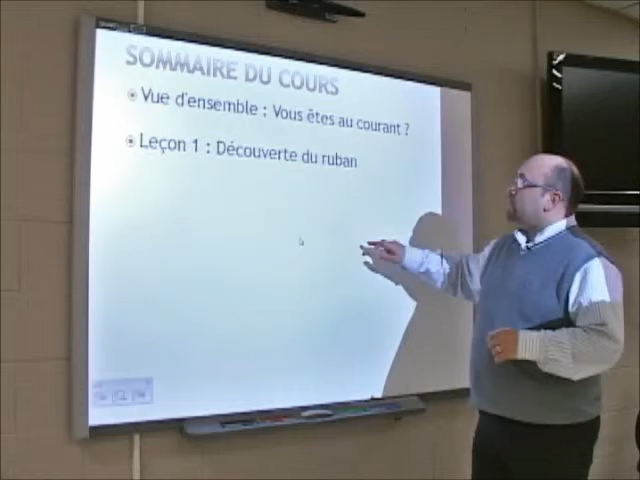 SOMMAIRE DU COURS
Vue d'ensemble : Vous êtes au courant ?
Leçon 1 : Découverte du ruban